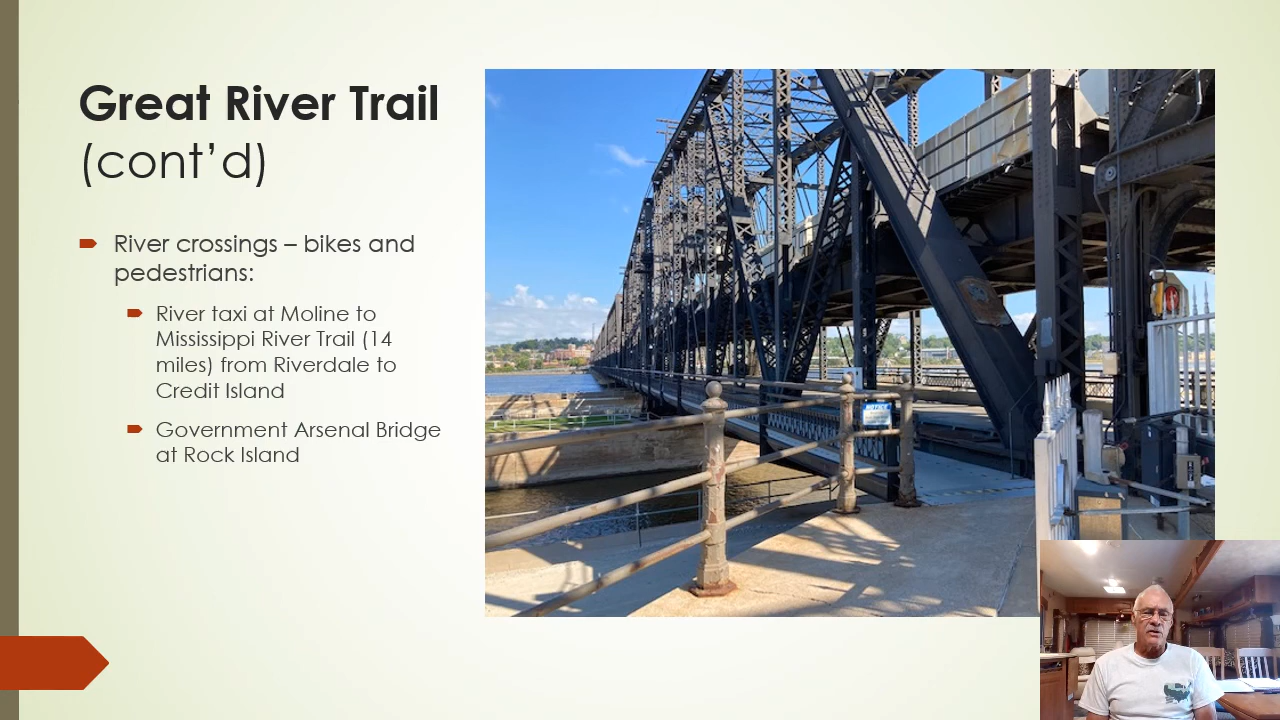 Great River Trail
(cont’d)
River crossings – bikes and
pedestrians:
River taxi at Moline to
Mississippi River Trail (14
miles) from Riverdale to
Credit Island
Government Arsenal Bridge
at Rock Island